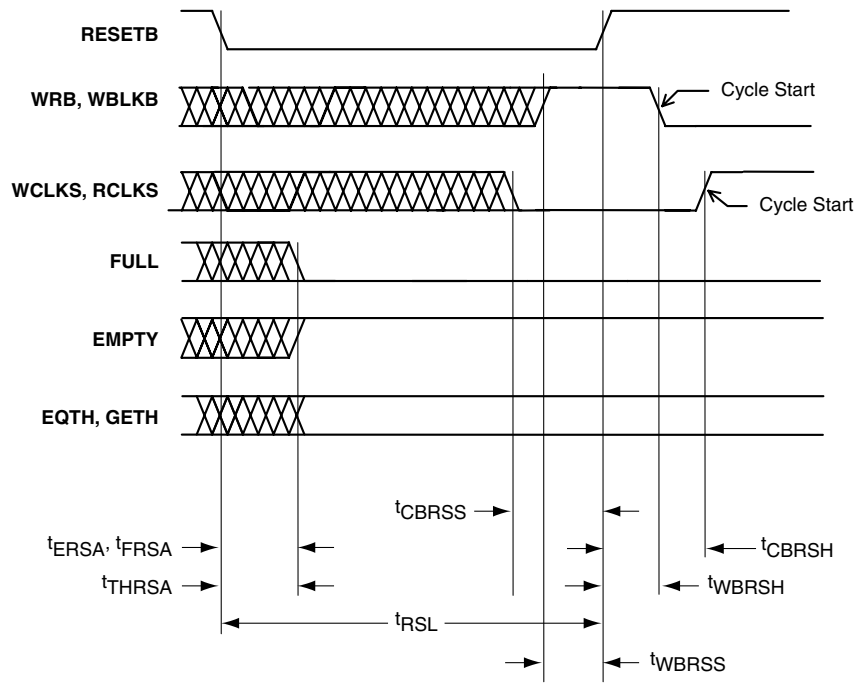 RESETB
WRB, WBLKB
Cycle Start
WCLKS, RCLKS
Cycle Start
FULL
EMPTY
EQTH, GETH
tCBRSS
tERSA, tFRSA
tCBRSH
tTHRSA
tWBRSH
tRSL
tWBRSS